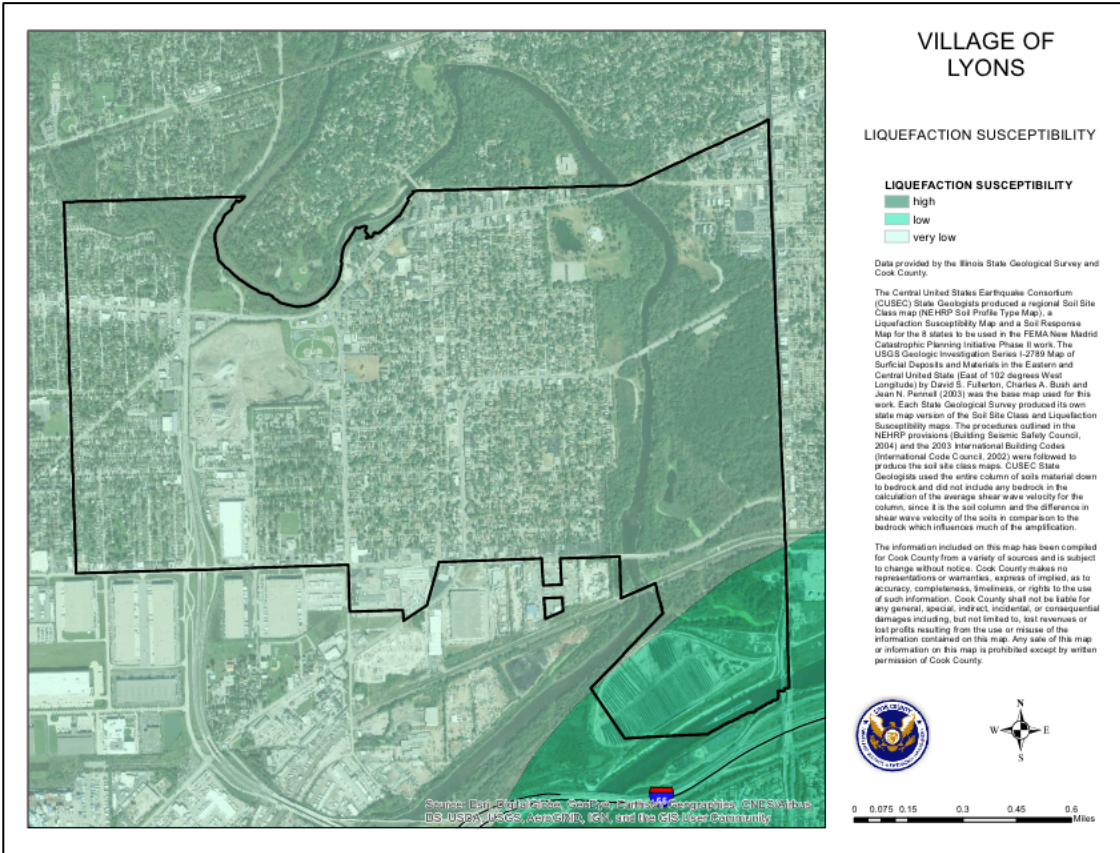 VILLAGE OF
LYONS
LIQUEFACTION SUSCEPTIBILITY
LIQUEFACTION SUSCEPTIBILITY
high
low
very low
Data provided by the Illinois State Geological Survey and
Cook County.
The Central United States Earthquake Consortium
(CUSEC) State Geologists produced a regional Soil Site
Class map (NEHRP Soil Profile Type Map), a
Liquefaction Susceptibility Map and a Soil Response
Map for the 8 states to be used in the FEMA New Madrid
Catastrophic Planning Initiative Phase II work. The
USGS Geologic Investigation Series I-2789 Map of
Surficial Deposits and Materials in the Eastern and
Central United State (East of 102 degrees West
Longitude) by David S. Fullerton, Charles A. Bush and
Jean N. Pennell (2003) was the base map used for this
work. Each State Geological Survey produced its own
state map version of the Soil Site Class and Liquefaction
Susceptibility maps. The procedures outlined in the
NEHRP provisions (Building Seismic Safety Council,
2004) and the 2003 International Building Codes
(International Code Council, 2002) were followed to
produce the soil site class maps. CUSEC State
Geologists used the entire column of soils material down
to bedrock and did not include any bedrock in the
calculation of the average shear wave velocity for the
column, since it is the soil column and the difference in
shear wave velocity of the soils in comparison to the
bedrock which influences much of the amplification.
The information included on this map has been compiled
for Cook County from a variety of sources and is subject
to change without notice. Cook County makes no
representations or warranties, express of implied, as to
accuracy, completeness, timeliness, or rights to the use
of such information. Cook County shall not be liable for
any general, special, indirect, incidental, or consequential
damages including, but not limited to, lost revenues or
lost profits resulting from the use or misuse of the
information contained on this map. Any sale of this map
or information on this map is prohibited except by written
permission of Cook County.
COOK COUNTY
N
W E
S
0 0.075 0.15 0.3 0.45 0.6
Miles
55
Source: Esri, DigitalGlobe, GeoEye, Earthstar Geographics, CNES/Airbus
DS, USDA, USGS, AeroGRID, IGN, and the GIS User Community